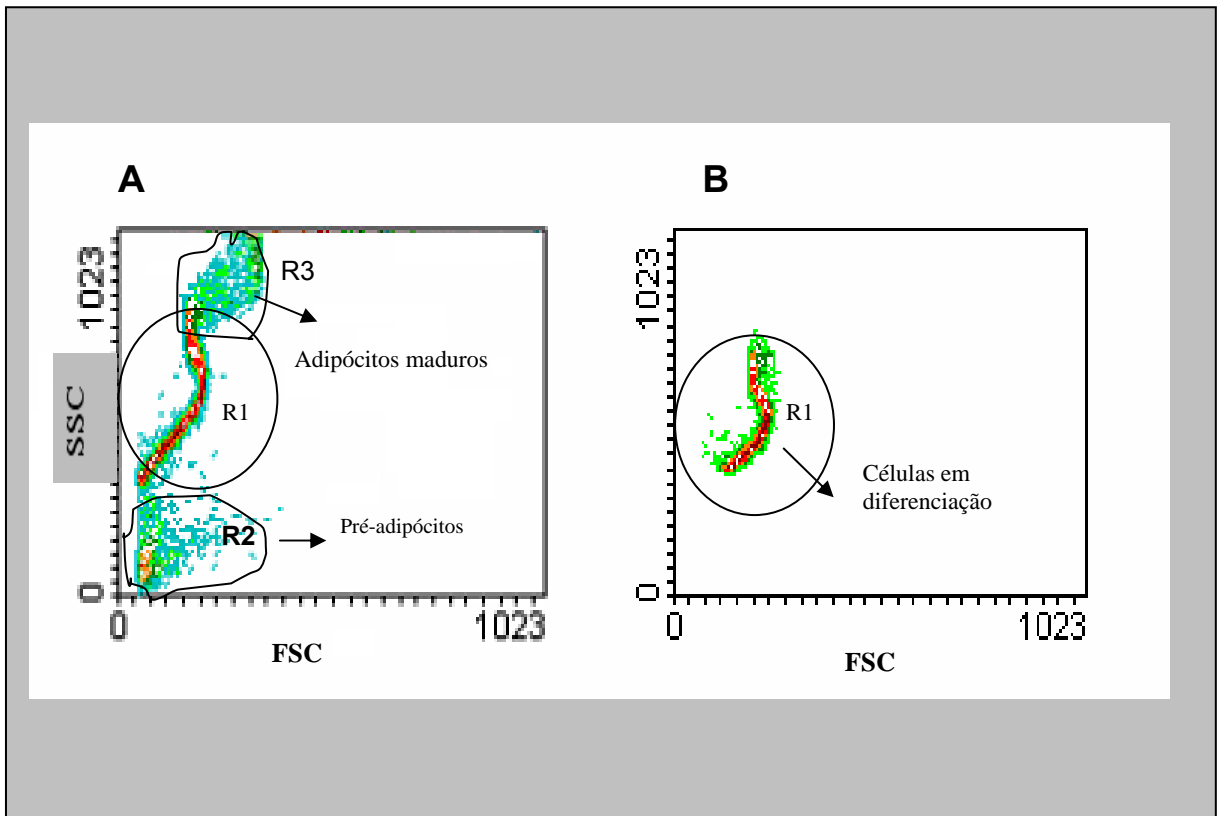 A
1023
SSC
0
R3
Adipócitos maduros
R1
R2
Pré-adipócitos
0
1023
FSC
B
1023
0
R1
Células em
diferenciação
0
1023
FSC